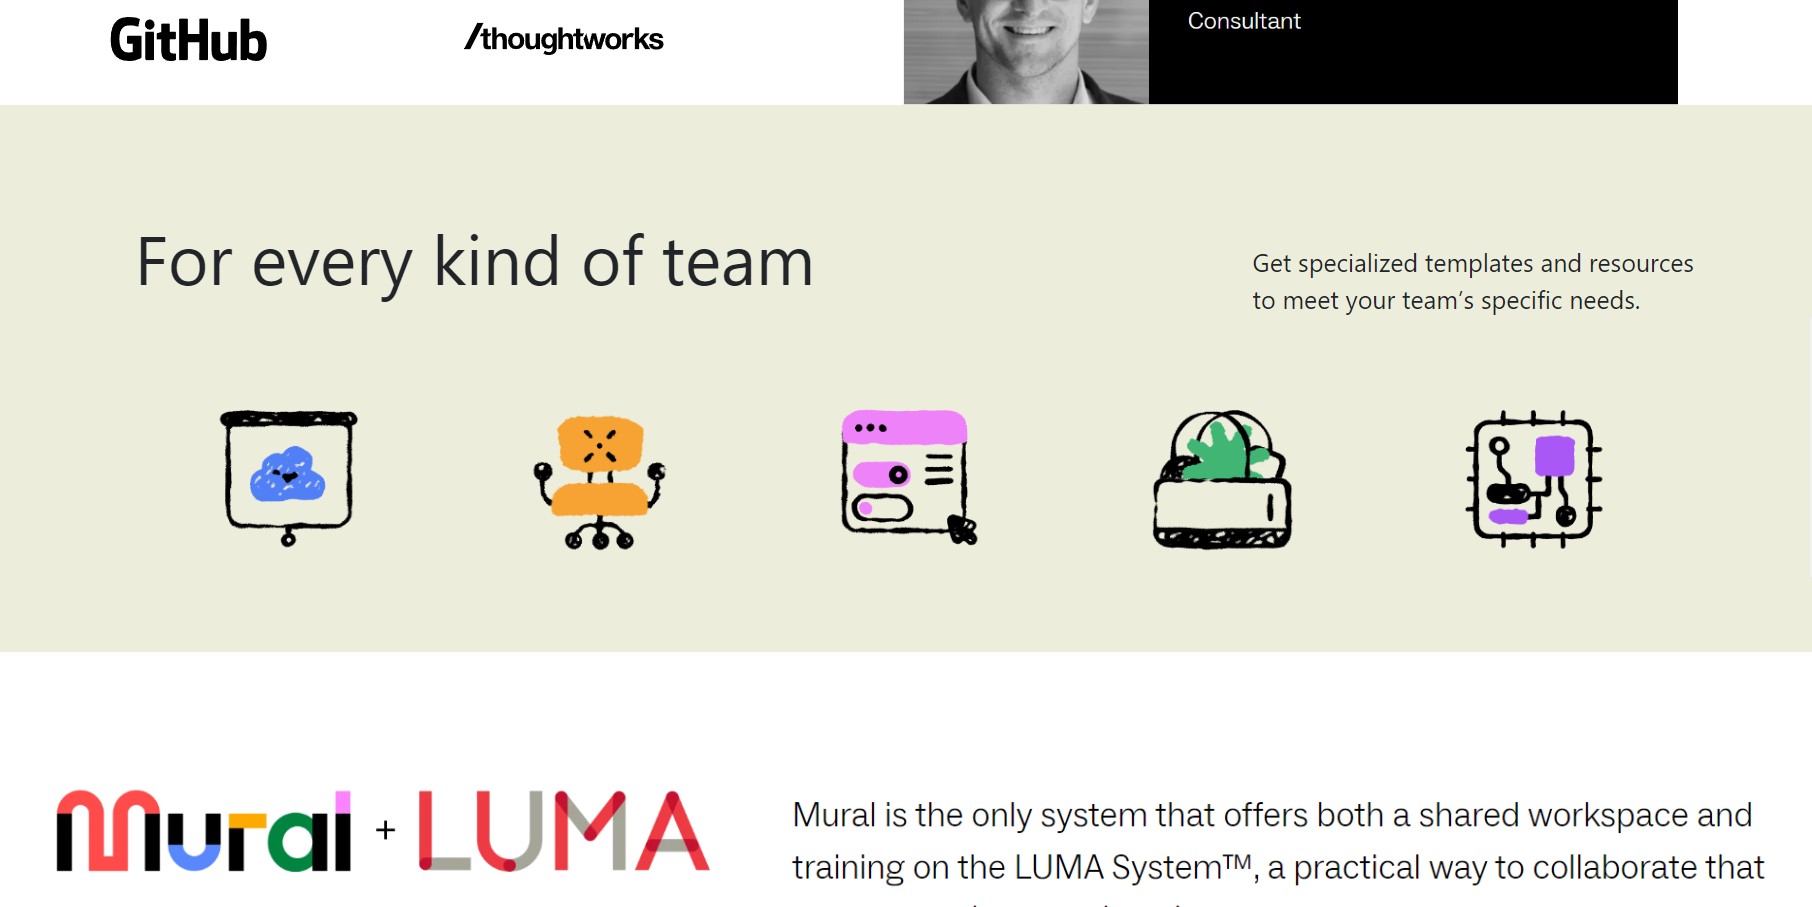 GitHub
/thoughtworks
Consultant
For every kind of team
Get specialized templates and resources
to meet your team’s specific needs.
Mural + LUMA
Mural is the only system that offers both a shared workspace and
training on the LUMA System™, a practical way to collaborate that